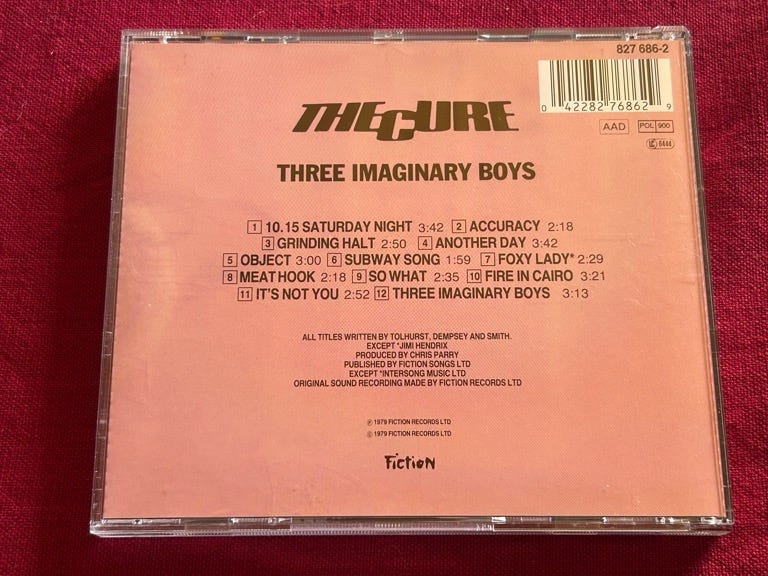 827 686-2
0 42282 76862 9
AAD POL 900
LC 6444
THE CURE
THREE IMAGINARY BOYS
1 10.15 SATURDAY NIGHT 3:42 2 ACCURACY 2:18
3 GRINDING HALT 2:50 4 ANOTHER DAY 3:42
5 OBJECT 3:00 6 SUBWAY SONG 1:59 7 FOXY LADY* 2:29
8 MEAT HOOK 2:18 9 SO WHAT 2:35 10 FIRE IN CAIRO 3:21
11 IT'S NOT YOU 2:52 12 THREE IMAGINARY BOYS 3:13
ALL TITLES WRITTEN BY TOLHURST, DEMPSEY AND SMITH.
EXCEPT *JIMI HENDRIX
PRODUCED BY CHRIS PARRY
PUBLISHED BY FICTION SONGS LTD
EXCEPT *INTERSONG MUSIC LTD
ORIGINAL SOUND RECORDING MADE BY FICTION RECORDS LTD
℗ 1979 FICTION RECORDS LTD
© 1979 FICTION RECORDS LTD
Fiction